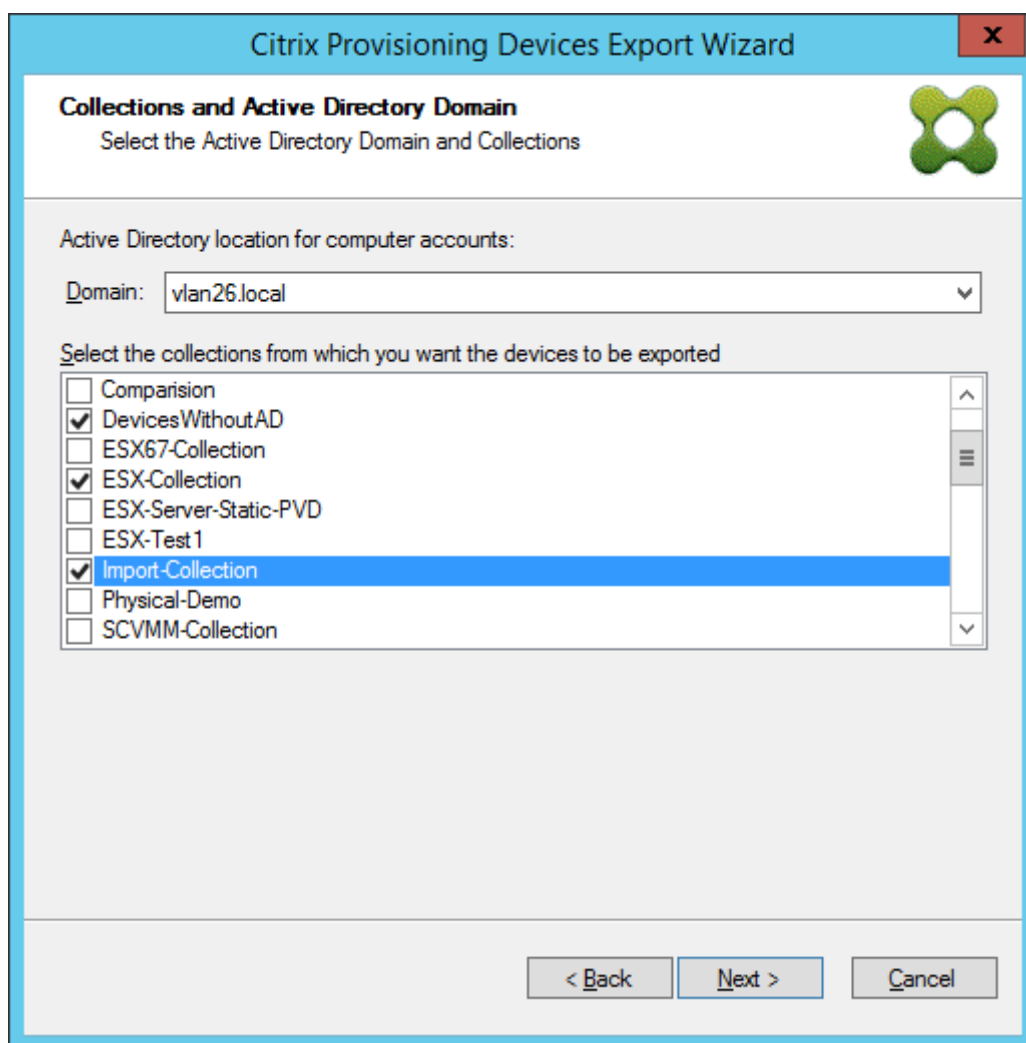 Citrix Provisioning Devices Export Wizard
x
Collections and Active Directory Domain
Select the Active Directory Domain and Collections
Active Directory location for computer accounts:
Domain: vlan26.local
Select the collections from which you want the devices to be exported
Comparision
DevicesWithoutAD
ESX67-Collection
ESX-Collection
ESX-Server-Static-PVD
ESX-Test1
Import-Collection
Physical-Demo
SCVMM-Collection
< Back Next > Cancel